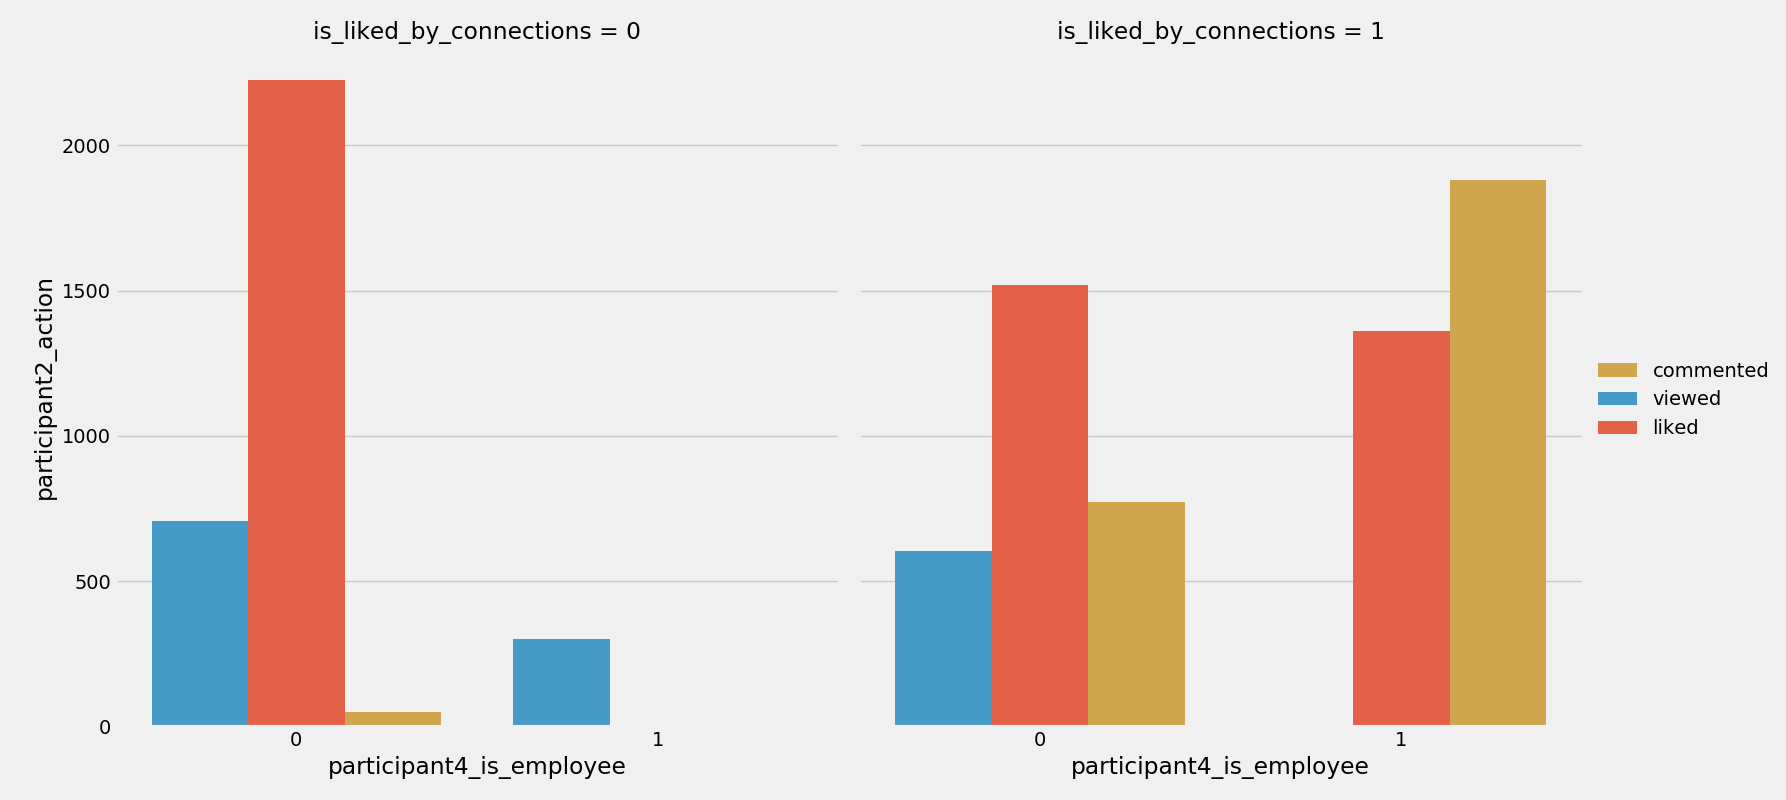 is_liked_by_connections = 0
is_liked_by_connections = 1
participant2_action
2000
1500
1000
500
0
0
1
0
1
participant4_is_employee
participant4_is_employee
commented
viewed
liked